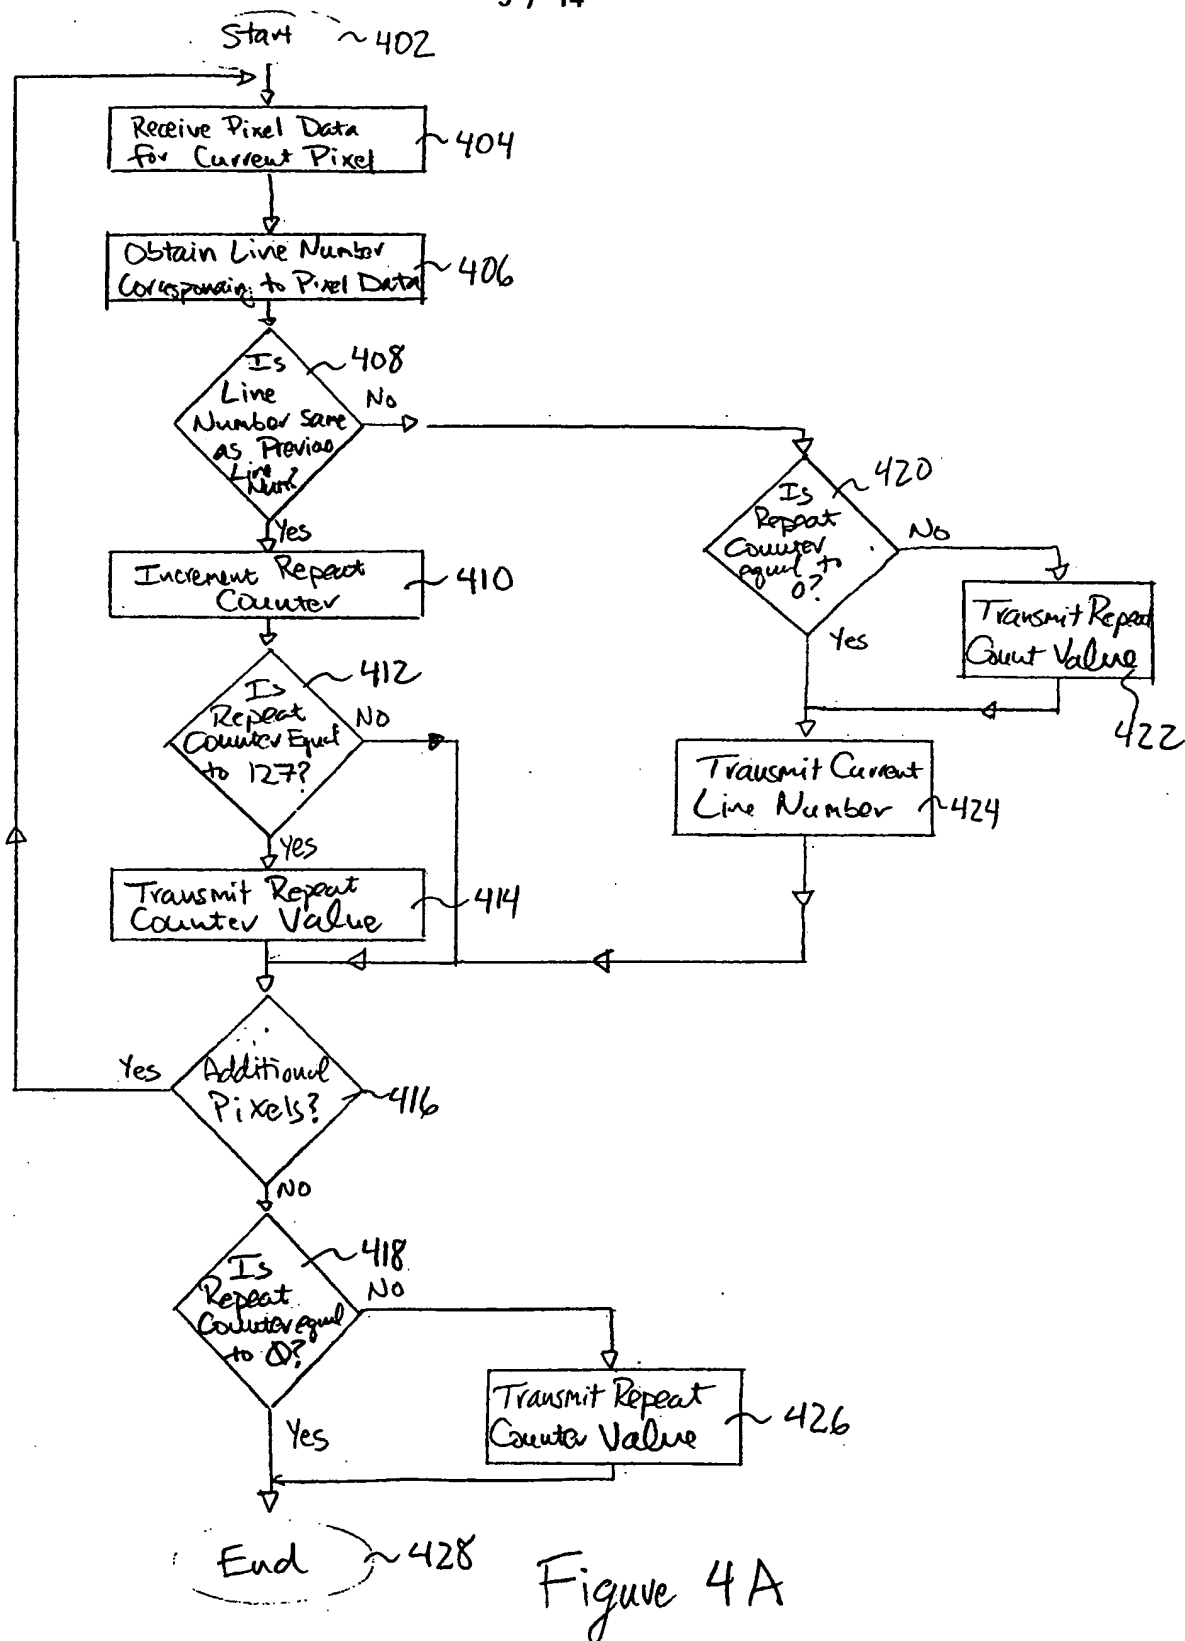 Start 402
Receive Pixel Data
for Current Pixel
404
Obtain Line Number
Corresponding to Pixel Data
406
Is
Line
Number same
as Previous
Line
Num?
408
No
Yes
Is
Repeat
Counter
equal to
0?
420
No
Yes
Increment Repeat
Counter
410
Transmit Repeat
Count Value
422
Is
Repeat
Counter Equal
to 127?
412
No
Yes
Transmit Current
Line Number
424
Transmit Repeat
Counter Value
414
Additional
Pixels?
416
Yes
No
Is
Repeat
Counter equal
to 0?
418
No
Yes
Transmit Repeat
Counter Value
426
End
428
Figure 4A